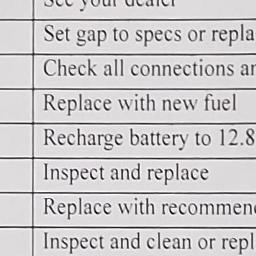 See your dealer
Set gap to specs or repla
Check all connections an
Replace with new fuel
Recharge battery to 12.8
Inspect and replace
Replace with recommen
Inspect and clean or repl